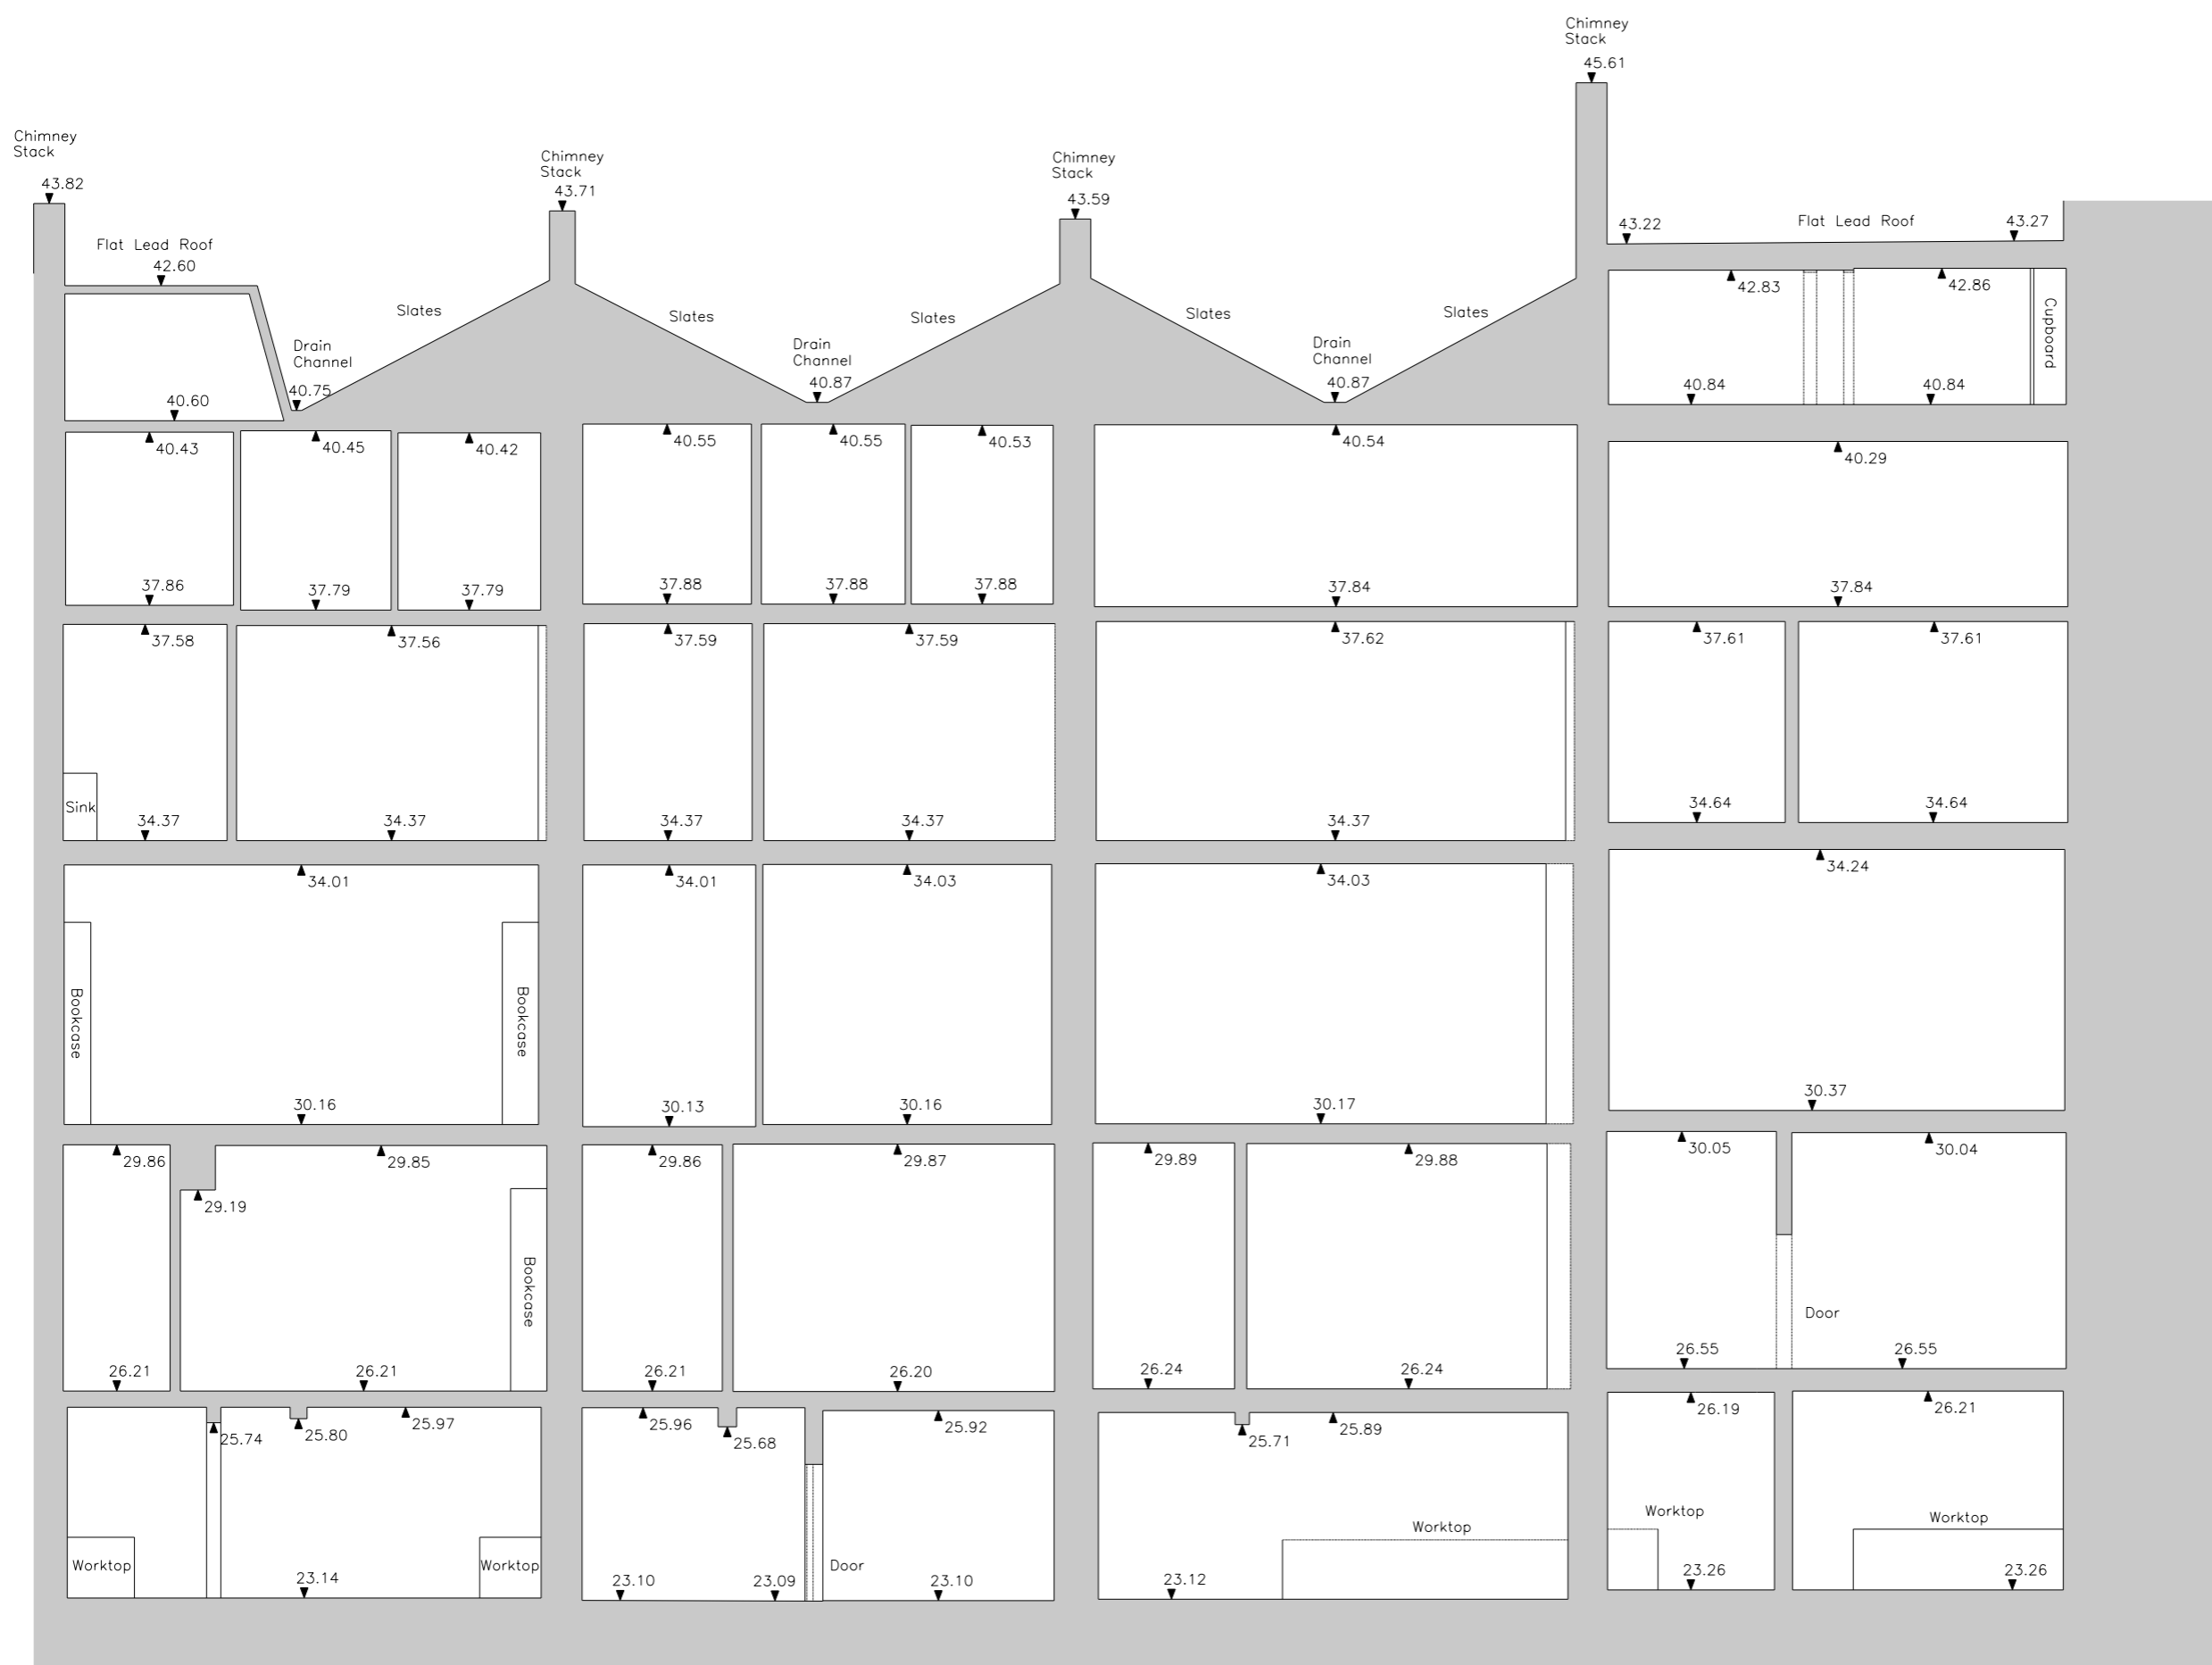 Chimney
Stack
45.61
Chimney
Stack
43.82
Chimney
Stack
43.71
Chimney
Stack
43.59
Flat Lead Roof
42.60
43.22
Flat Lead Roof
43.27
Slates
Slates
Slates
Slates
Slates
Drain
Channel
40.75
Drain
Channel
40.87
Drain
Channel
40.87
42.83
42.86
Cupboard
40.60
40.84
40.84
40.43
40.45
40.42
40.55
40.55
40.53
40.54
40.29
37.86
37.79
37.79
37.88
37.88
37.88
37.84
37.84
37.58
37.56
37.59
37.59
37.62
37.61
37.61
Sink
34.37
34.37
34.37
34.37
34.37
34.64
34.64
34.01
34.01
34.03
34.03
34.24
Bookcase
Bookcase
30.16
30.13
30.16
30.17
30.37
29.86
29.85
29.19
29.86
29.87
29.89
29.88
30.05
30.04
Bookcase
Door
26.21
26.21
26.21
26.20
26.24
26.24
26.55
26.55
25.74
25.80
25.97
25.96
25.68
25.92
25.71
25.89
26.19
26.21
Worktop
Worktop
Worktop
Worktop
Worktop
Door
23.14
23.10
23.09
23.10
23.12
23.26
23.26